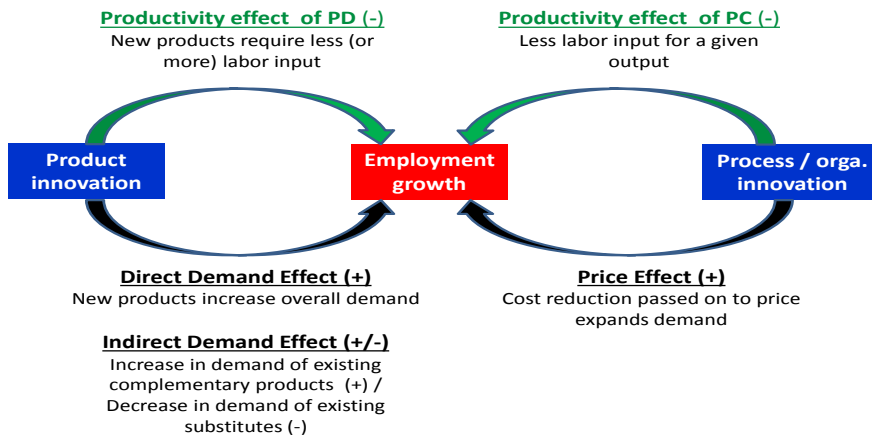 Productivity effect of PD (-)
New products require less (or
more) labor input
Productivity effect of PC (-)
Less labor input for a given
output
Product
innovation
Employment
growth
Process / orga.
innovation
Direct Demand Effect (+)
New products increase overall demand
Indirect Demand Effect (+/-)
Increase in demand of existing
complementary products (+) /
Decrease in demand of existing
substitutes (-)
Price Effect (+)
Cost reduction passed on to price
expands demand